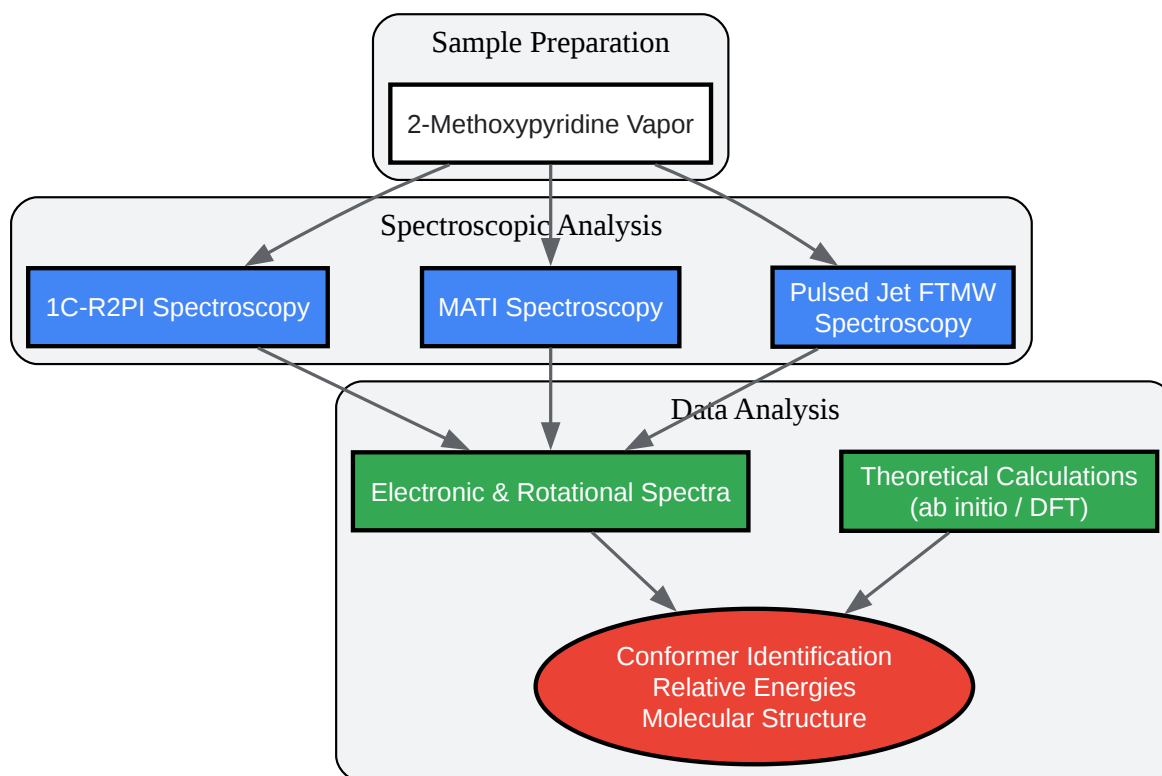 Sample Preparation
2-Methoxypyridine Vapor
Spectroscopic Analysis
1C-R2PI Spectroscopy
MATI Spectroscopy
Pulsed Jet FTMW
Spectroscopy
Data Analysis
Electronic & Rotational Spectra
Theoretical Calculations
(ab initio / DFT)
Conformer Identification
Relative Energies
Molecular Structure